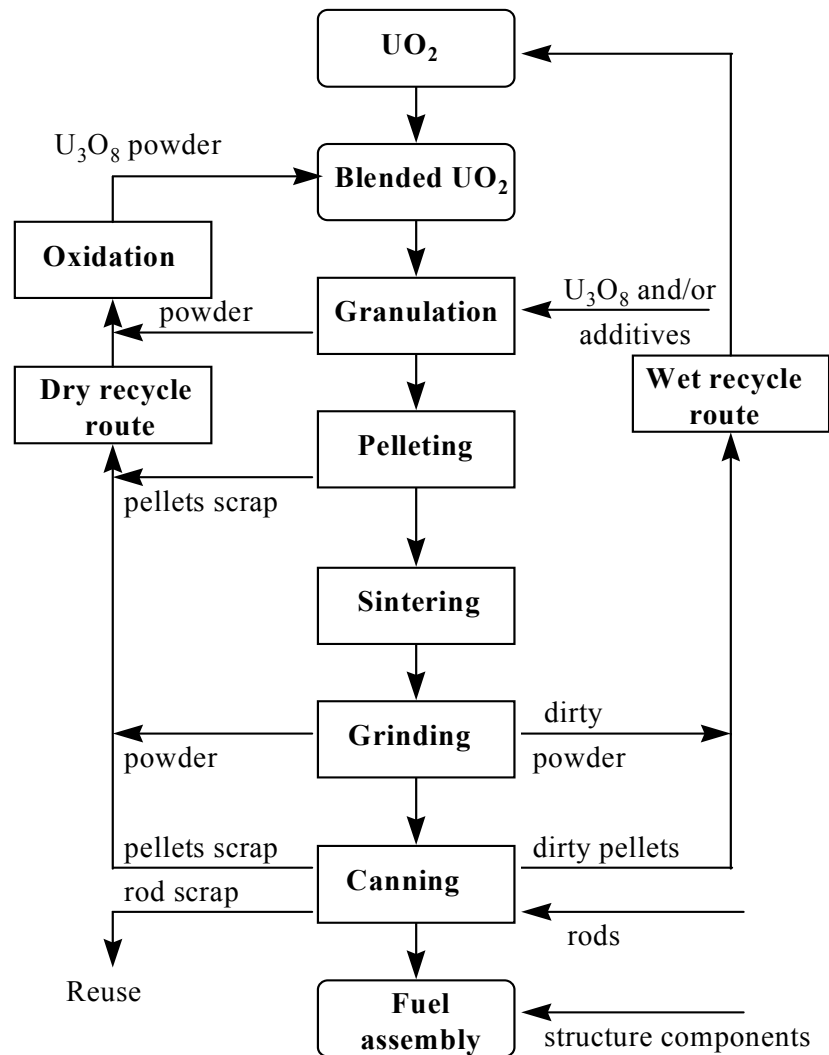 UO₂
U₃O₈ powder
Blended UO₂
Oxidation
powder
Granulation
U₃O₈ and/or
additives
Dry recycle
route
Wet recycle
route
Pelleting
pellets scrap
Sintering
Grinding
powder
dirty
powder
pellets scrap
rod scrap
Canning
dirty pellets
rods
Reuse
Fuel
assembly
structure components